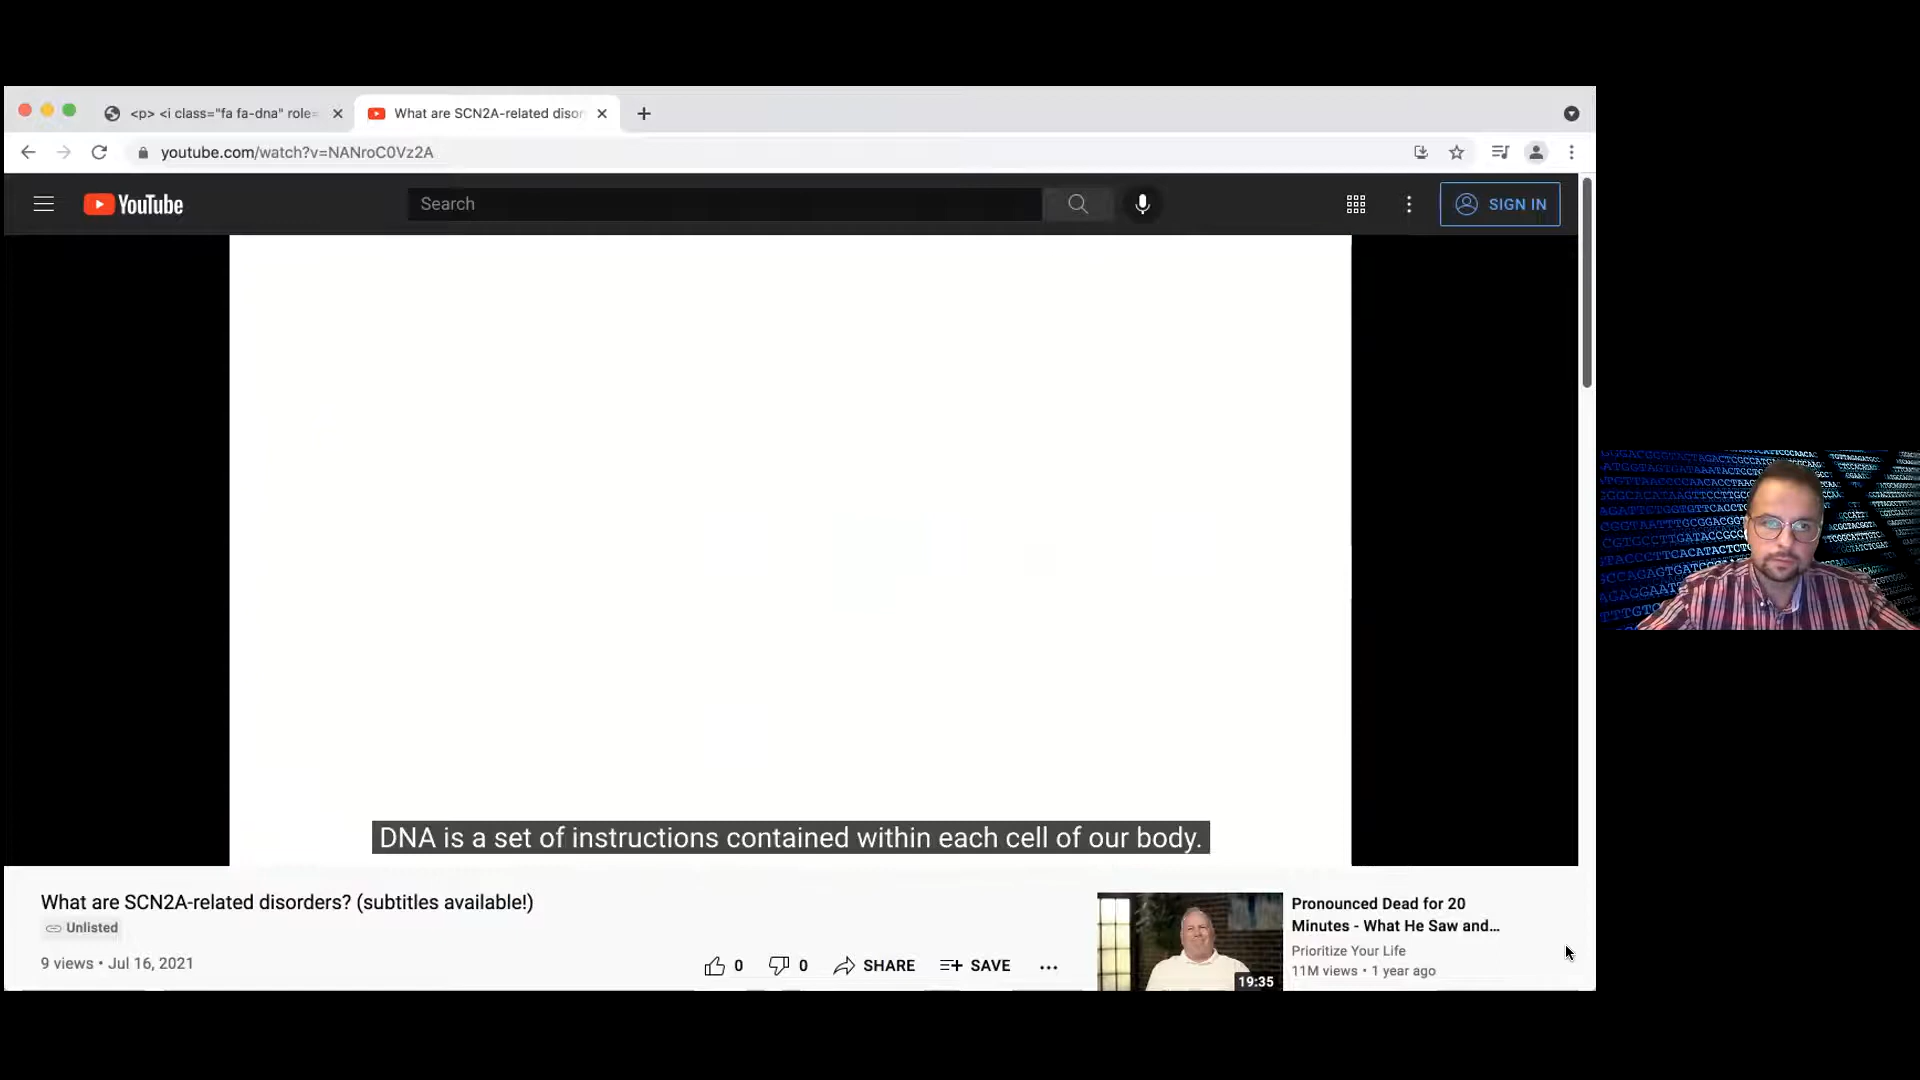 <p> <i class="fa fa-dna" role=
What are SCN2A-related disor
youtube.com/watch?v=NANroC0Vz2A
YouTube
Search
SIGN IN
DNA is a set of instructions contained within each cell of our body.
What are SCN2A-related disorders? (subtitles available!)
Unlisted
9 views • Jul 16, 2021
0
0
SHARE
SAVE
19:35
Pronounced Dead for 20
Minutes - What He Saw and...
Prioritize Your Life
11M views • 1 year ago